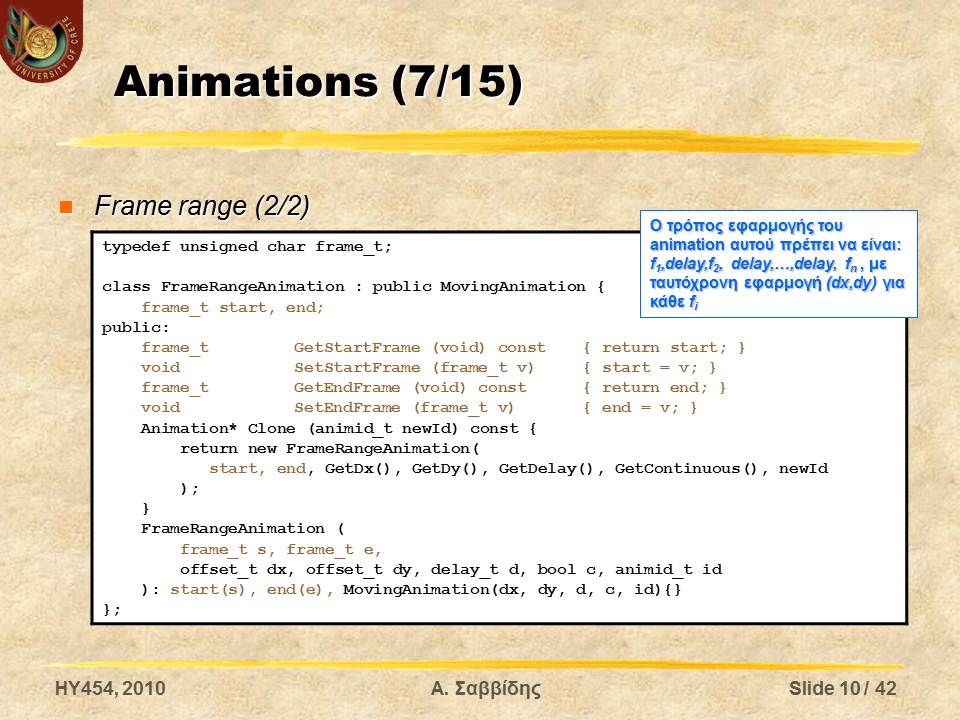 UNIVERSITY OF CRETE
Animations (7/15)
Frame range (2/2)
Ο τρόπος εφαρμογής του
animation αυτού πρέπει να είναι:
f1,delay,f2, delay,…,delay, fn , με
ταυτόχρονη εφαρμογή (dx,dy) για
κάθε fi
typedef unsigned char frame_t;
class FrameRangeAnimation : public MovingAnimation {
frame_t start, end;
public:
frame_t GetStartFrame (void) const { return start; }
void SetStartFrame (frame_t v) { start = v; }
frame_t GetEndFrame (void) const { return end; }
void SetEndFrame (frame_t v) { end = v; }
Animation* Clone (animid_t newId) const {
return new FrameRangeAnimation(
start, end, GetDx(), GetDy(), GetDelay(), GetContinuous(), newId
);
}
FrameRangeAnimation (
frame_t s, frame_t e,
offset_t dx, offset_t dy, delay_t d, bool c, animid_t id
): start(s), end(e), MovingAnimation(dx, dy, d, c, id){}
};
HY454, 2010
Α. Σαββίδης
Slide 10 / 42